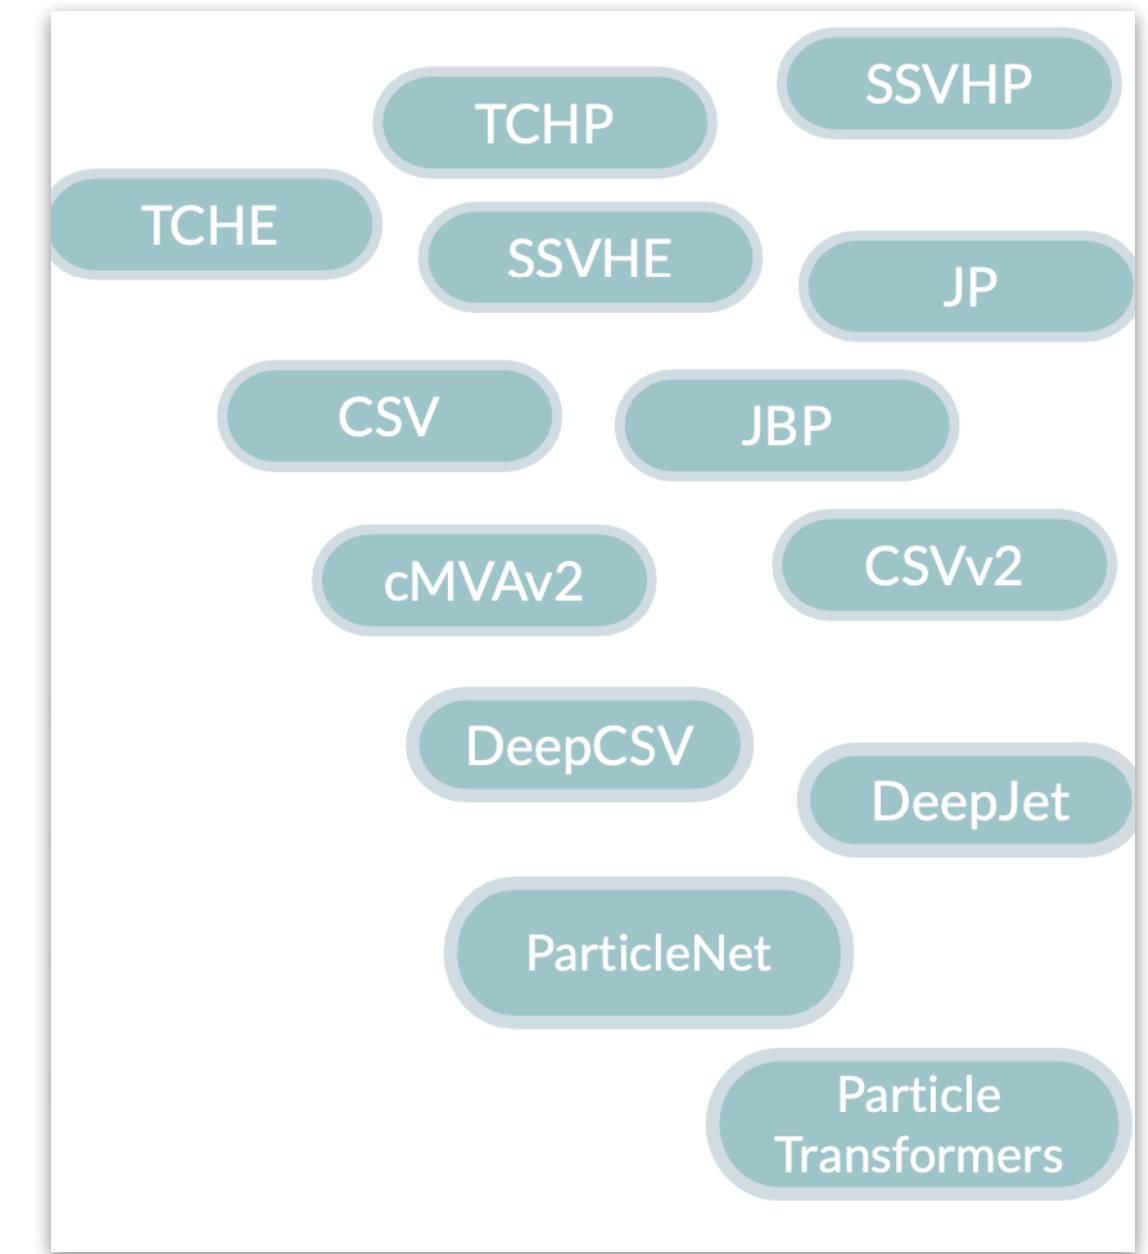 SSVHP
TCHP
TCHE
SSVHE
JP
CSV
JBP
cMVAv2
CSVv2
DeepCSV
DeepJet
ParticleNet
Particle
Transformers